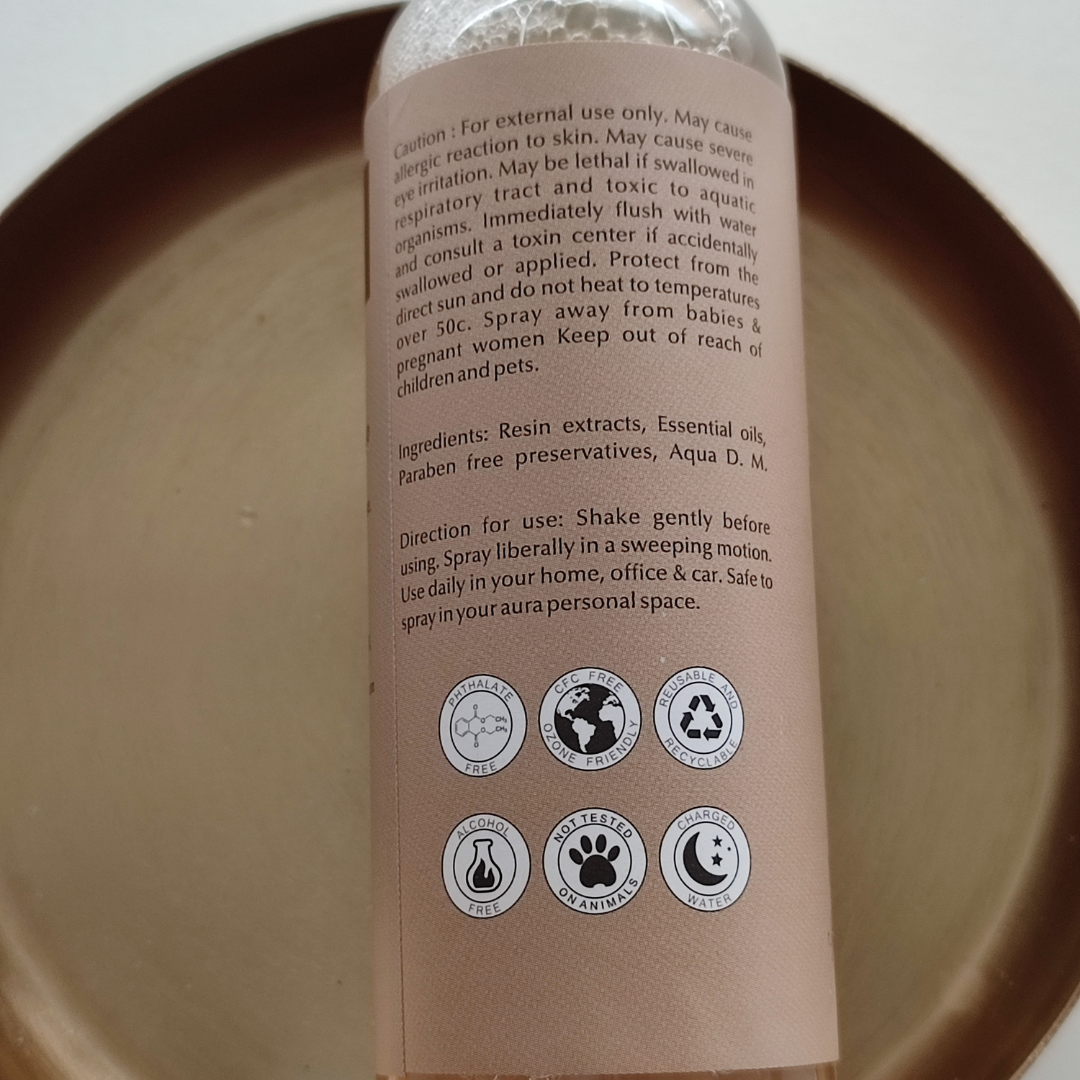 Caution : For external use only. May cause
allergic reaction to skin. May cause severe
eye irritation. May be lethal if swallowed in
respiratory tract and toxic to aquatic
organisms. Immediately flush with water
and consult a toxin center if accidentally
swallowed or applied. Protect from the
direct sun and do not heat to temperatures
over 50c. Spray away from babies &
pregnant women Keep out of reach of
children and pets.
Ingredients: Resin extracts, Essential oils,
Paraben free preservatives, Aqua D. M.
Direction for use: Shake gently before
using. Spray liberally in a sweeping motion.
Use daily in your home, office & car. Safe to
spray in your aura personal space.
PHTHALATE
FREE
CFC FREE
OZONE FRIENDLY
REUSABLE AND
RECYCLABLE
ALCOHOL
FREE
NOT TESTED
ON ANIMALS
CHARGED
WATER